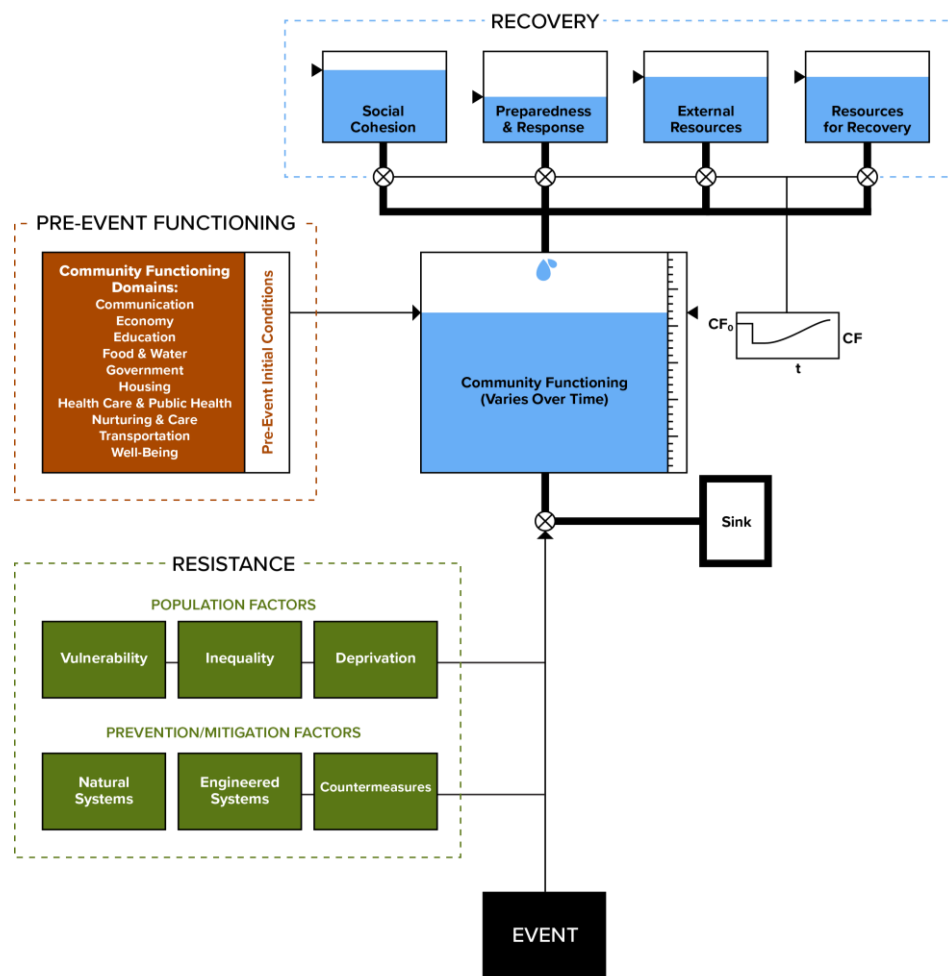 RECOVERY
Social
Cohesion
Preparedness
& Response
External
Resources
Resources
for Recovery
PRE-EVENT FUNCTIONING
Community Functioning
Domains:
Communication
Economy
Education
Food & Water
Government
Housing
Health Care & Public Health
Nurturing & Care
Transportation
Well-Being
Pre-Event Initial Conditions
Community Functioning
(Varies Over Time)
CF₀
CF
t
Sink
RESISTANCE
POPULATION FACTORS
Vulnerability
Inequality
Deprivation
PREVENTION/MITIGATION FACTORS
Natural
Systems
Engineered
Systems
Countermeasures
EVENT